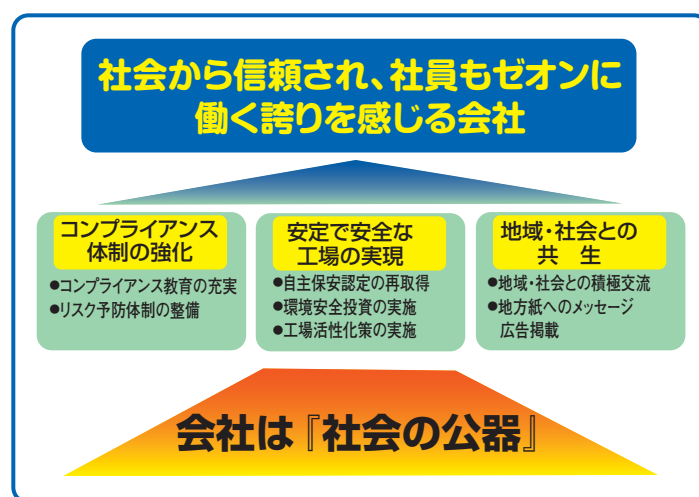 社会から信頼され、社員もゼオンに
働く誇りを感じる会社
コンプライアンス
体制の強化
●コンプライアンス教育の充実
●リスク予防体制の整備
安定で安全な
工場の実現
●自主保安認定の再取得
●環境安全投資の実施
●工場活性化策の実施
地域・社会との
共　生
●地域・社会との積極交流
●地方紙へのメッセージ
広告掲載
会社は『社会の公器』